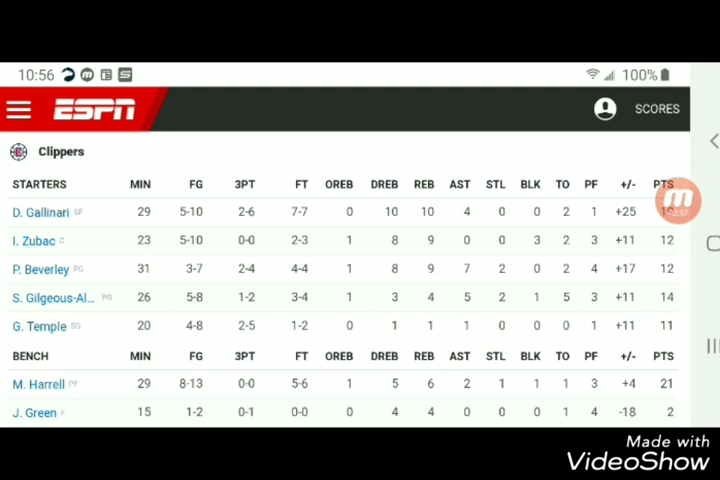 10:56 100%
ESPN SCORES
Clippers
STARTERS MIN FG 3PT FT OREB DREB REB AST STL BLK TO PF +/- PTS
D. Gallinari SF 29 5-10 2-6 7-7 0 10 10 4 0 0 2 1 +25
02:57
I. Zubac C 23 5-10 0-0 2-3 1 8 9 0 0 3 2 3 +11 12
P. Beverley PG 31 3-7 2-4 4-4 1 8 9 7 2 0 2 4 +17 12
S. Gilgeous-Al... PG 26 5-8 1-2 3-4 1 3 4 5 2 1 5 3 +11 14
G. Temple SG 20 4-8 2-5 1-2 0 1 1 1 0 0 0 1 +11 11
BENCH MIN FG 3PT FT OREB DREB REB AST STL BLK TO PF +/- PTS
M. Harrell PF 29 8-13 0-0 5-6 1 5 6 2 1 1 1 3 +4 21
J. Green F 15 1-2 0-1 0-0 0 4 4 0 0 0 1 4 -18 2
Made with
VideoShow